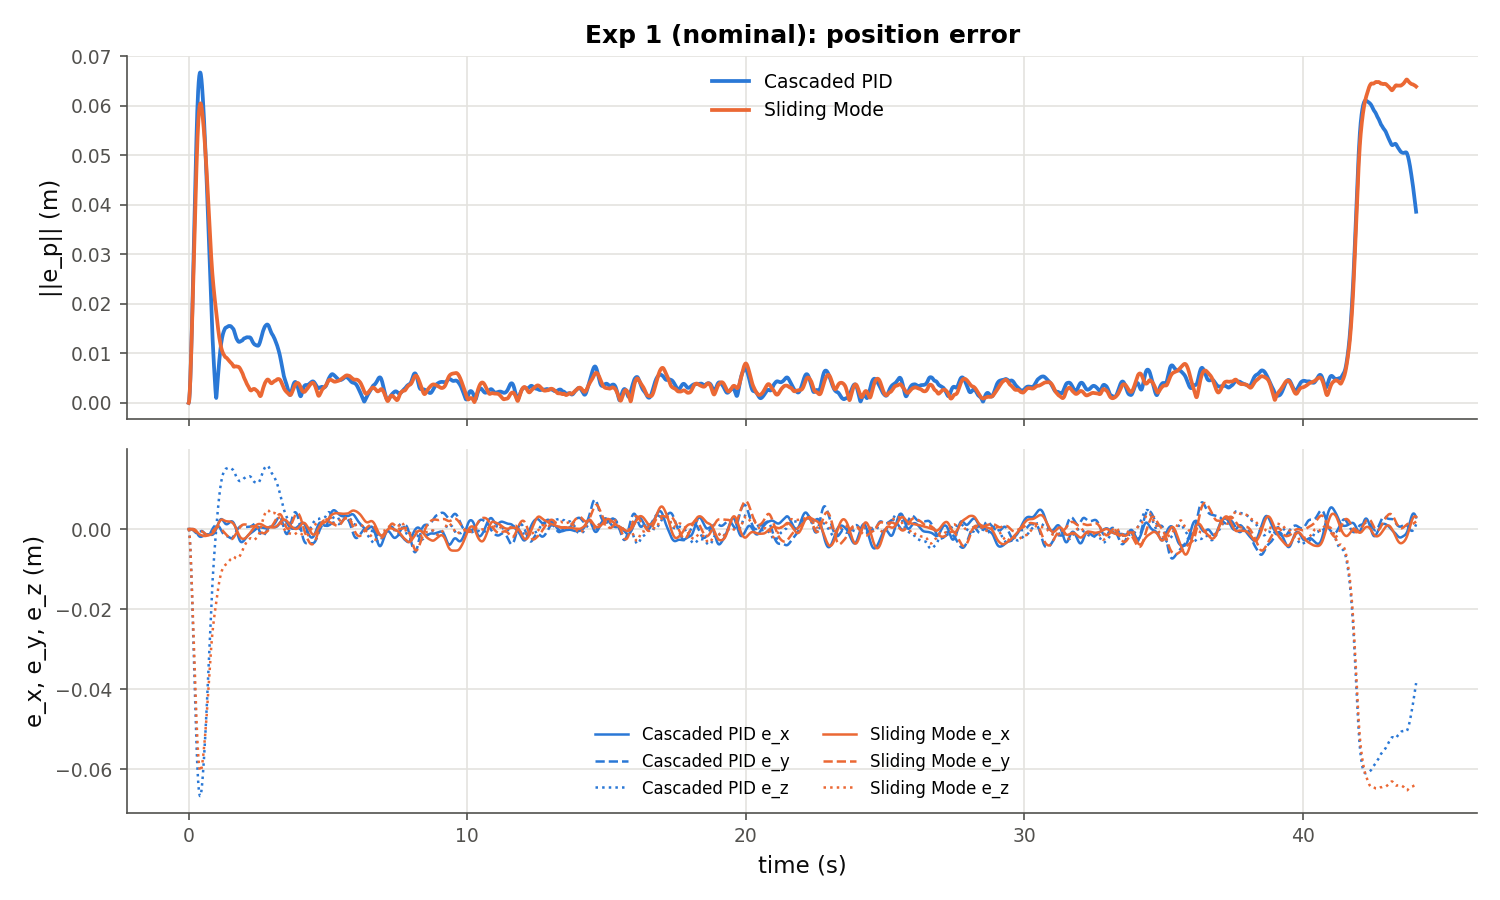 Exp 1 (nominal): position error
||e_p|| (m)
0.07
0.06
0.05
0.04
0.03
0.02
0.01
0.00
Cascaded PID
Sliding Mode
e_x, e_y, e_z (m)
0.00
−0.02
−0.04
−0.06
Cascaded PID e_x
Cascaded PID e_y
Cascaded PID e_z
Sliding Mode e_x
Sliding Mode e_y
Sliding Mode e_z
0 10 20 30 40
time (s)